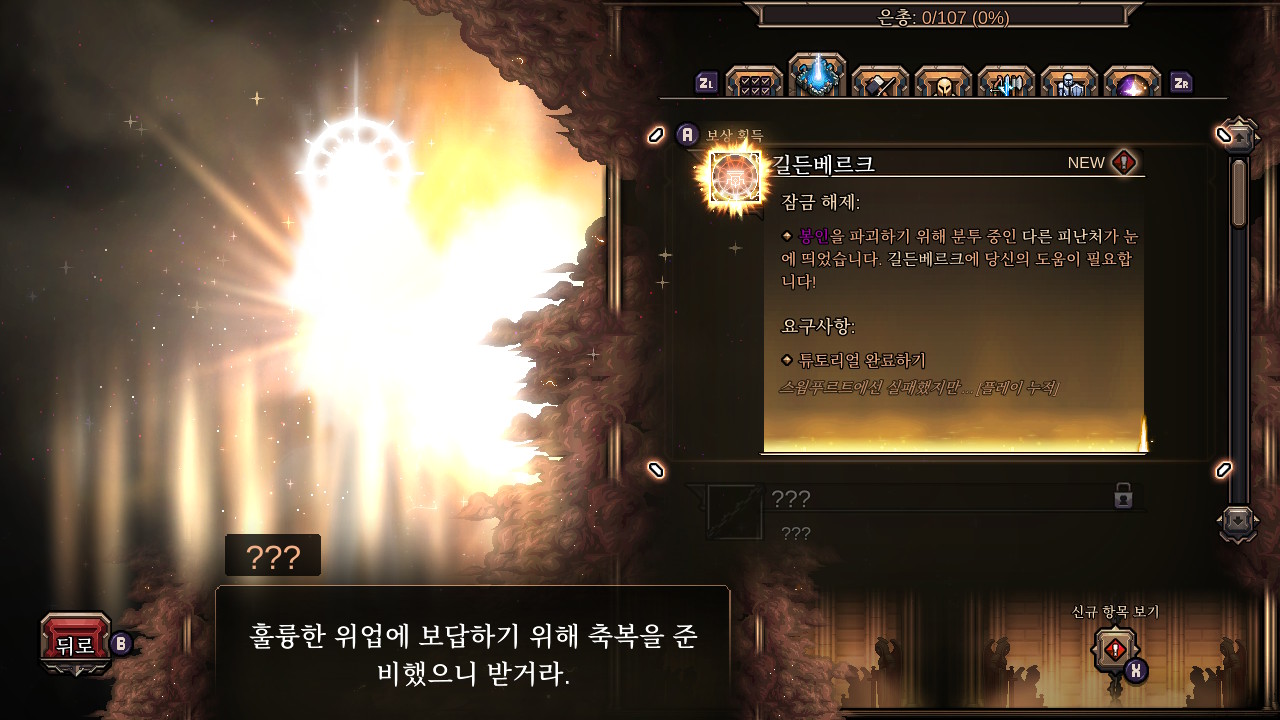 은총: 0/107 (0%)
ZL
ZR
A 보상 획득
길든베르크
NEW
잠금 해제:
봉인을 파괴하기 위해 분투 중인 다른 피난처가 눈
에 띄었습니다. 길든베르크에 당신의 도움이 필요합
니다!
요구사항:
튜토리얼 완료하기
스웜푸르트에선 실패했지만... [플레이 누적]
???
???
???
훌륭한 위업에 보답하기 위해 축복을 준
비했으니 받거라.
뒤로 B
신규 항목 보기
X